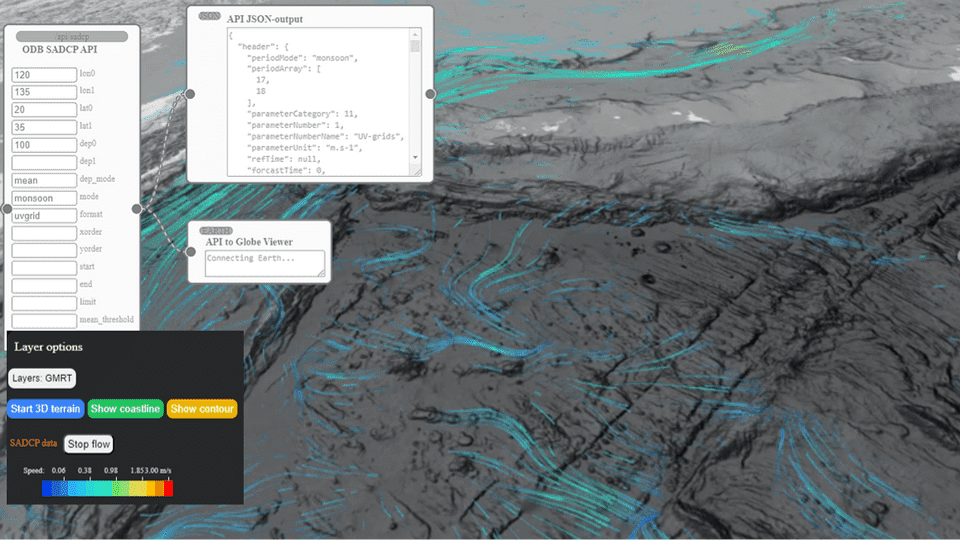 api sadcp
ODB SADCP API
120 lon0
135 lon1
20 lat0
35 lat1
100 dep0
dep1
mean dep_mode
monsoon mode
uvgrid format
xorder
yorder
start
end
limit
mean_threshold
JSON
API JSON-output
{
"header": {
"periodMode": "monsoon",
"periodArray": [
17,
18
],
"parameterCategory": 11,
"parameterNumber": 1,
"parameterNumberName": "UV-grids",
"parameterUnit": "m.s-1",
"refTime": null,
"forcastTime": 0,
EARTH
API to Globe Viewer
Connecting Earth...
Layer options
Layers: GMRT
Start 3D terrain Show coastline Show contour
SADCP data Stop flow
Speed: 0.06 0.38 0.98 1.853.00 m/s